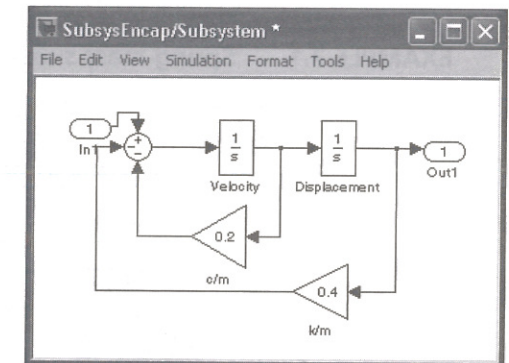 SubsysEncap/Subsystem *
File Edit View Simulation Format Tools Help
1
In1
+
−
−
1
s
Velocity
1
s
Displacement
1
Out1
0.2
c/m
0.4
k/m